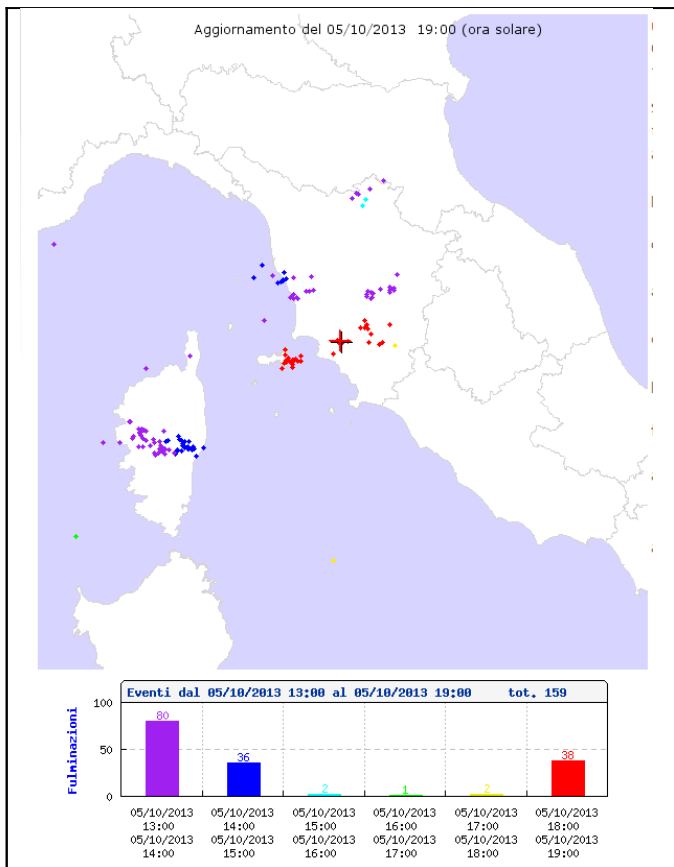 Aggiornamento del 05/10/2013 19:00 (ora solare)
Eventi dal 05/10/2013 13:00 al 05/10/2013 19:00 tot. 159
Fulminazioni
100
50
0
80
36
2
1
2
38
05/10/2013 05/10/2013 05/10/2013 05/10/2013 05/10/2013 05/10/2013
13:00 14:00 15:00 16:00 17:00 18:00
05/10/2013 05/10/2013 05/10/2013 05/10/2013 05/10/2013 05/10/2013
14:00 15:00 16:00 17:00 18:00 19:00